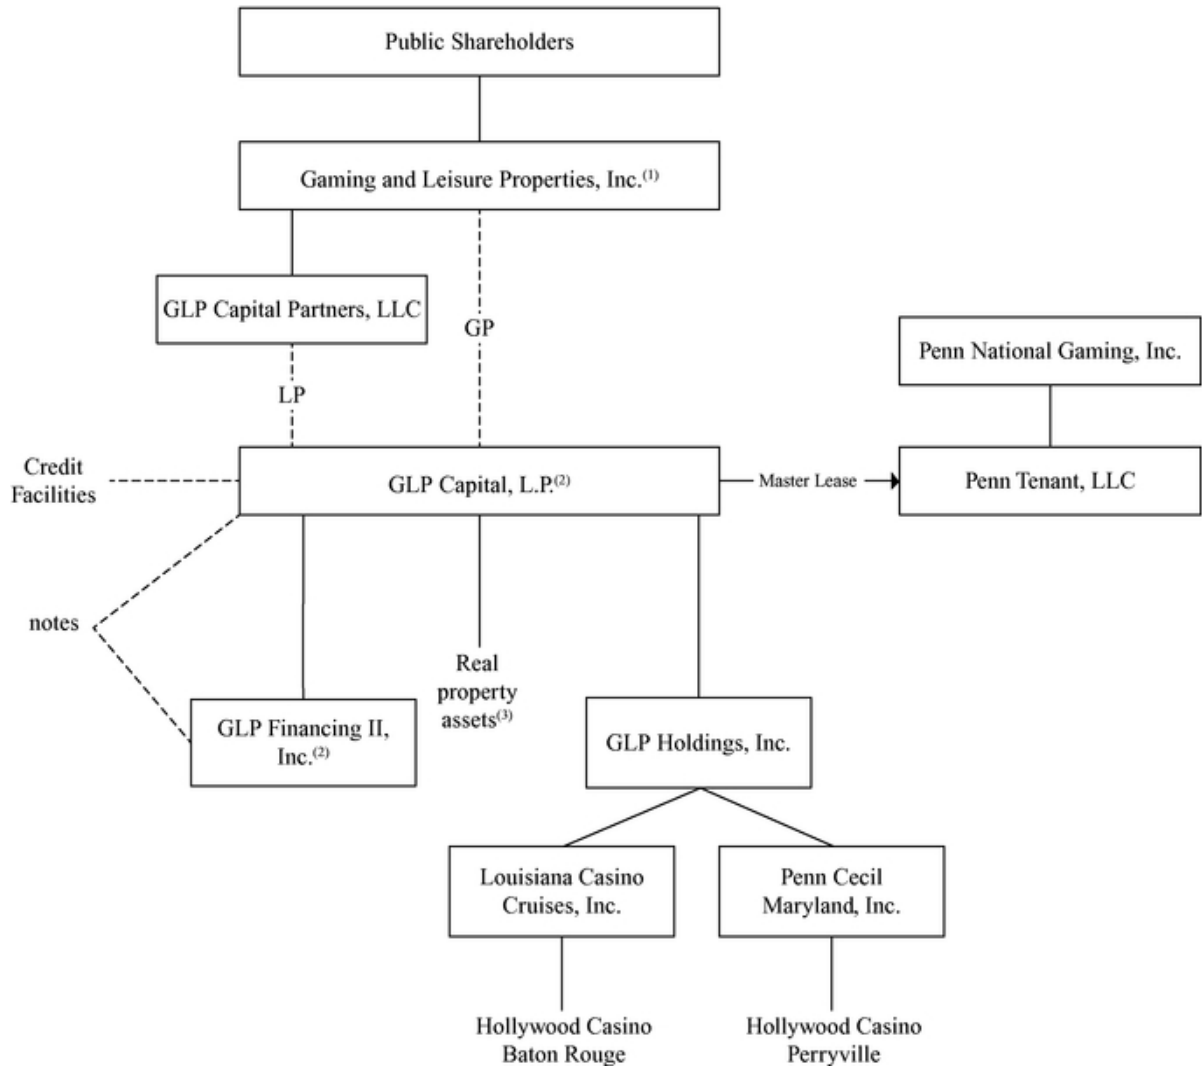 Public Shareholders
Gaming and Leisure Properties, Inc.(1)
GLP Capital Partners, LLC
GP
LP
Penn National Gaming, Inc.
Credit
Facilities
GLP Capital, L.P.(2)
Master Lease
Penn Tenant, LLC
notes
Real
property
assets(3)
GLP Financing II,
Inc.(2)
GLP Holdings, Inc.
Louisiana Casino
Cruises, Inc.
Penn Cecil
Maryland, Inc.
Hollywood Casino
Baton Rouge
Hollywood Casino
Perryville